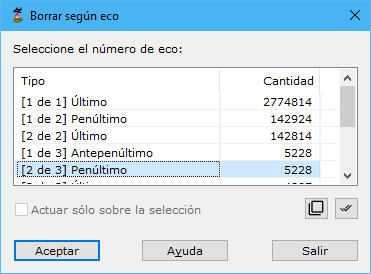 Borrar según eco
Seleccione el número de eco:
Tipo Cantidad
[1 de 1] Último 2774814
[1 de 2] Penúltimo 142924
[2 de 2] Último 142814
[1 de 3] Antepenúltimo 5228
[2 de 3] Penúltimo 5228
Actuar sólo sobre la selección
Aceptar Ayuda Salir